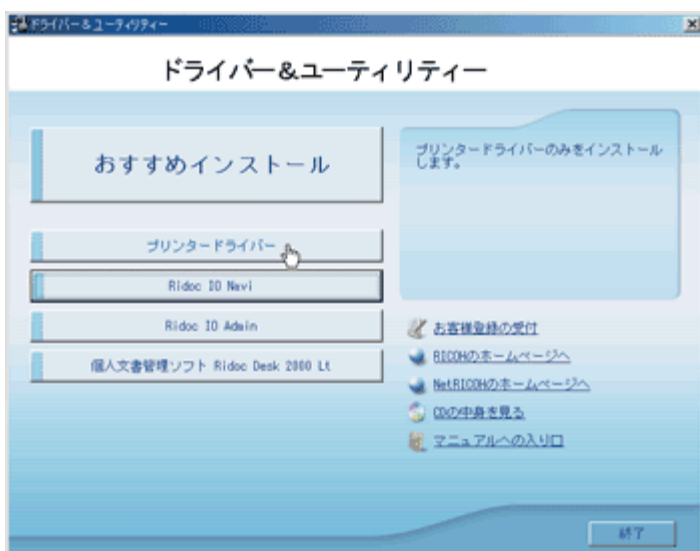 ドライバー&ユーティリティー
ドライバー&ユーティリティー
おすすめインストール
プリンタードライバー
Ridoc IO Navi
Ridoc IO Admin
個人文書管理ソフト Ridoc Desk 2000 Lt
プリンタードライバーのみをインストール
します。
お客様登録の受付
RICOHのホームページへ
NetRICOHのホームページへ
CDの中身を見る
マニュアルへの入り口
終了